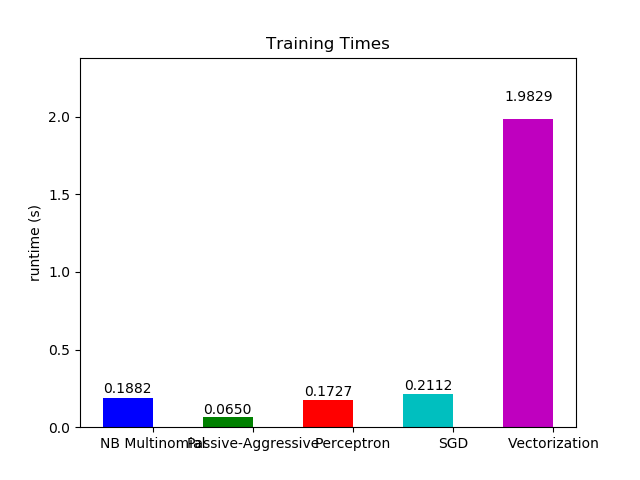 Training Times
1.9829
2.0
1.5
runtime (s)
1.0
0.5
0.1882
0.0650
0.1727
0.2112
0.0
NB Multinomial
Passive-Aggressive
Perceptron
SGD
Vectorization